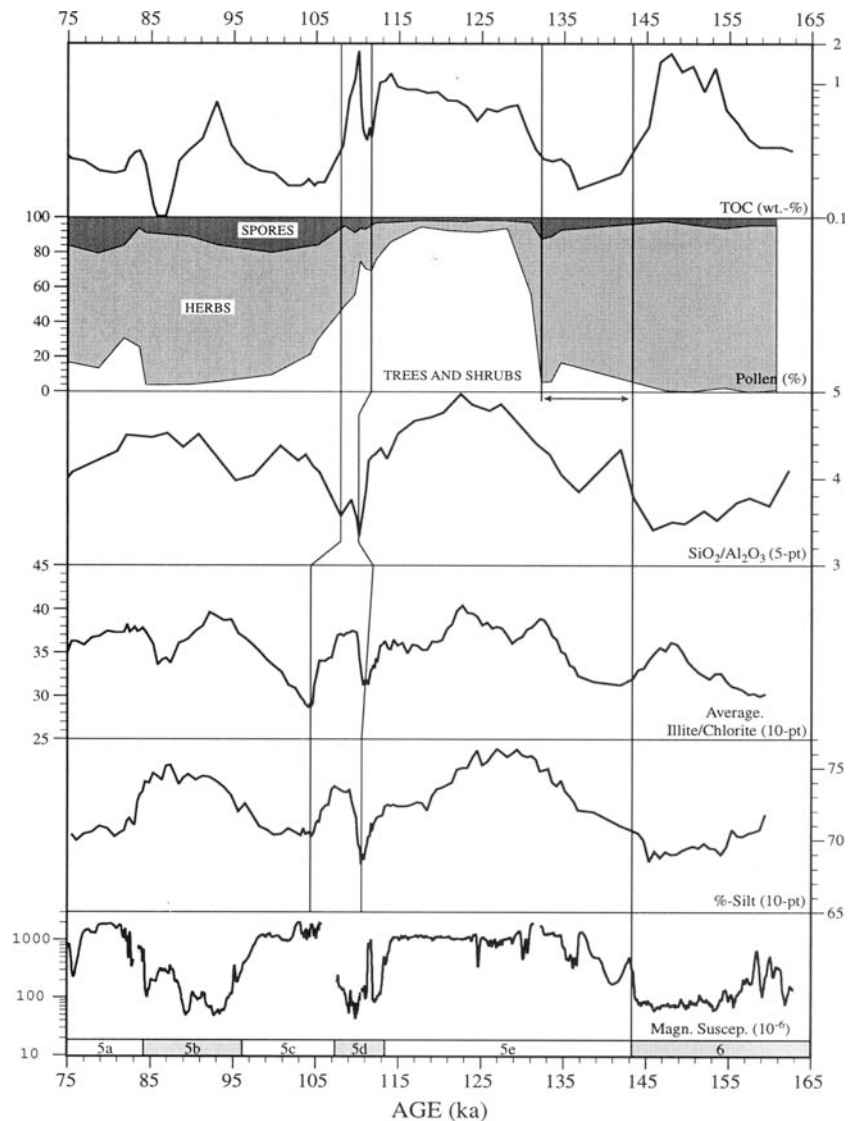 75 85 95 105 115 125 135 145 155 165
2
1
TOC (wt.-%)
0.1
100
80
60
40
20
0
SPORES
HERBS
TREES AND SHRUBS
Pollen (%)
5
4
SiO₂/Al₂O₃ (5-pt)
3
45
40
35
30
25
Average.
Illite/Chlorite (10-pt)
75
70
%-Silt (10-pt)
65
1000
100
10
Magn. Suscep. (10⁻⁶)
5a 5b 5c 5d 5e 6
75 85 95 105 115 125 135 145 155 165
AGE (ka)